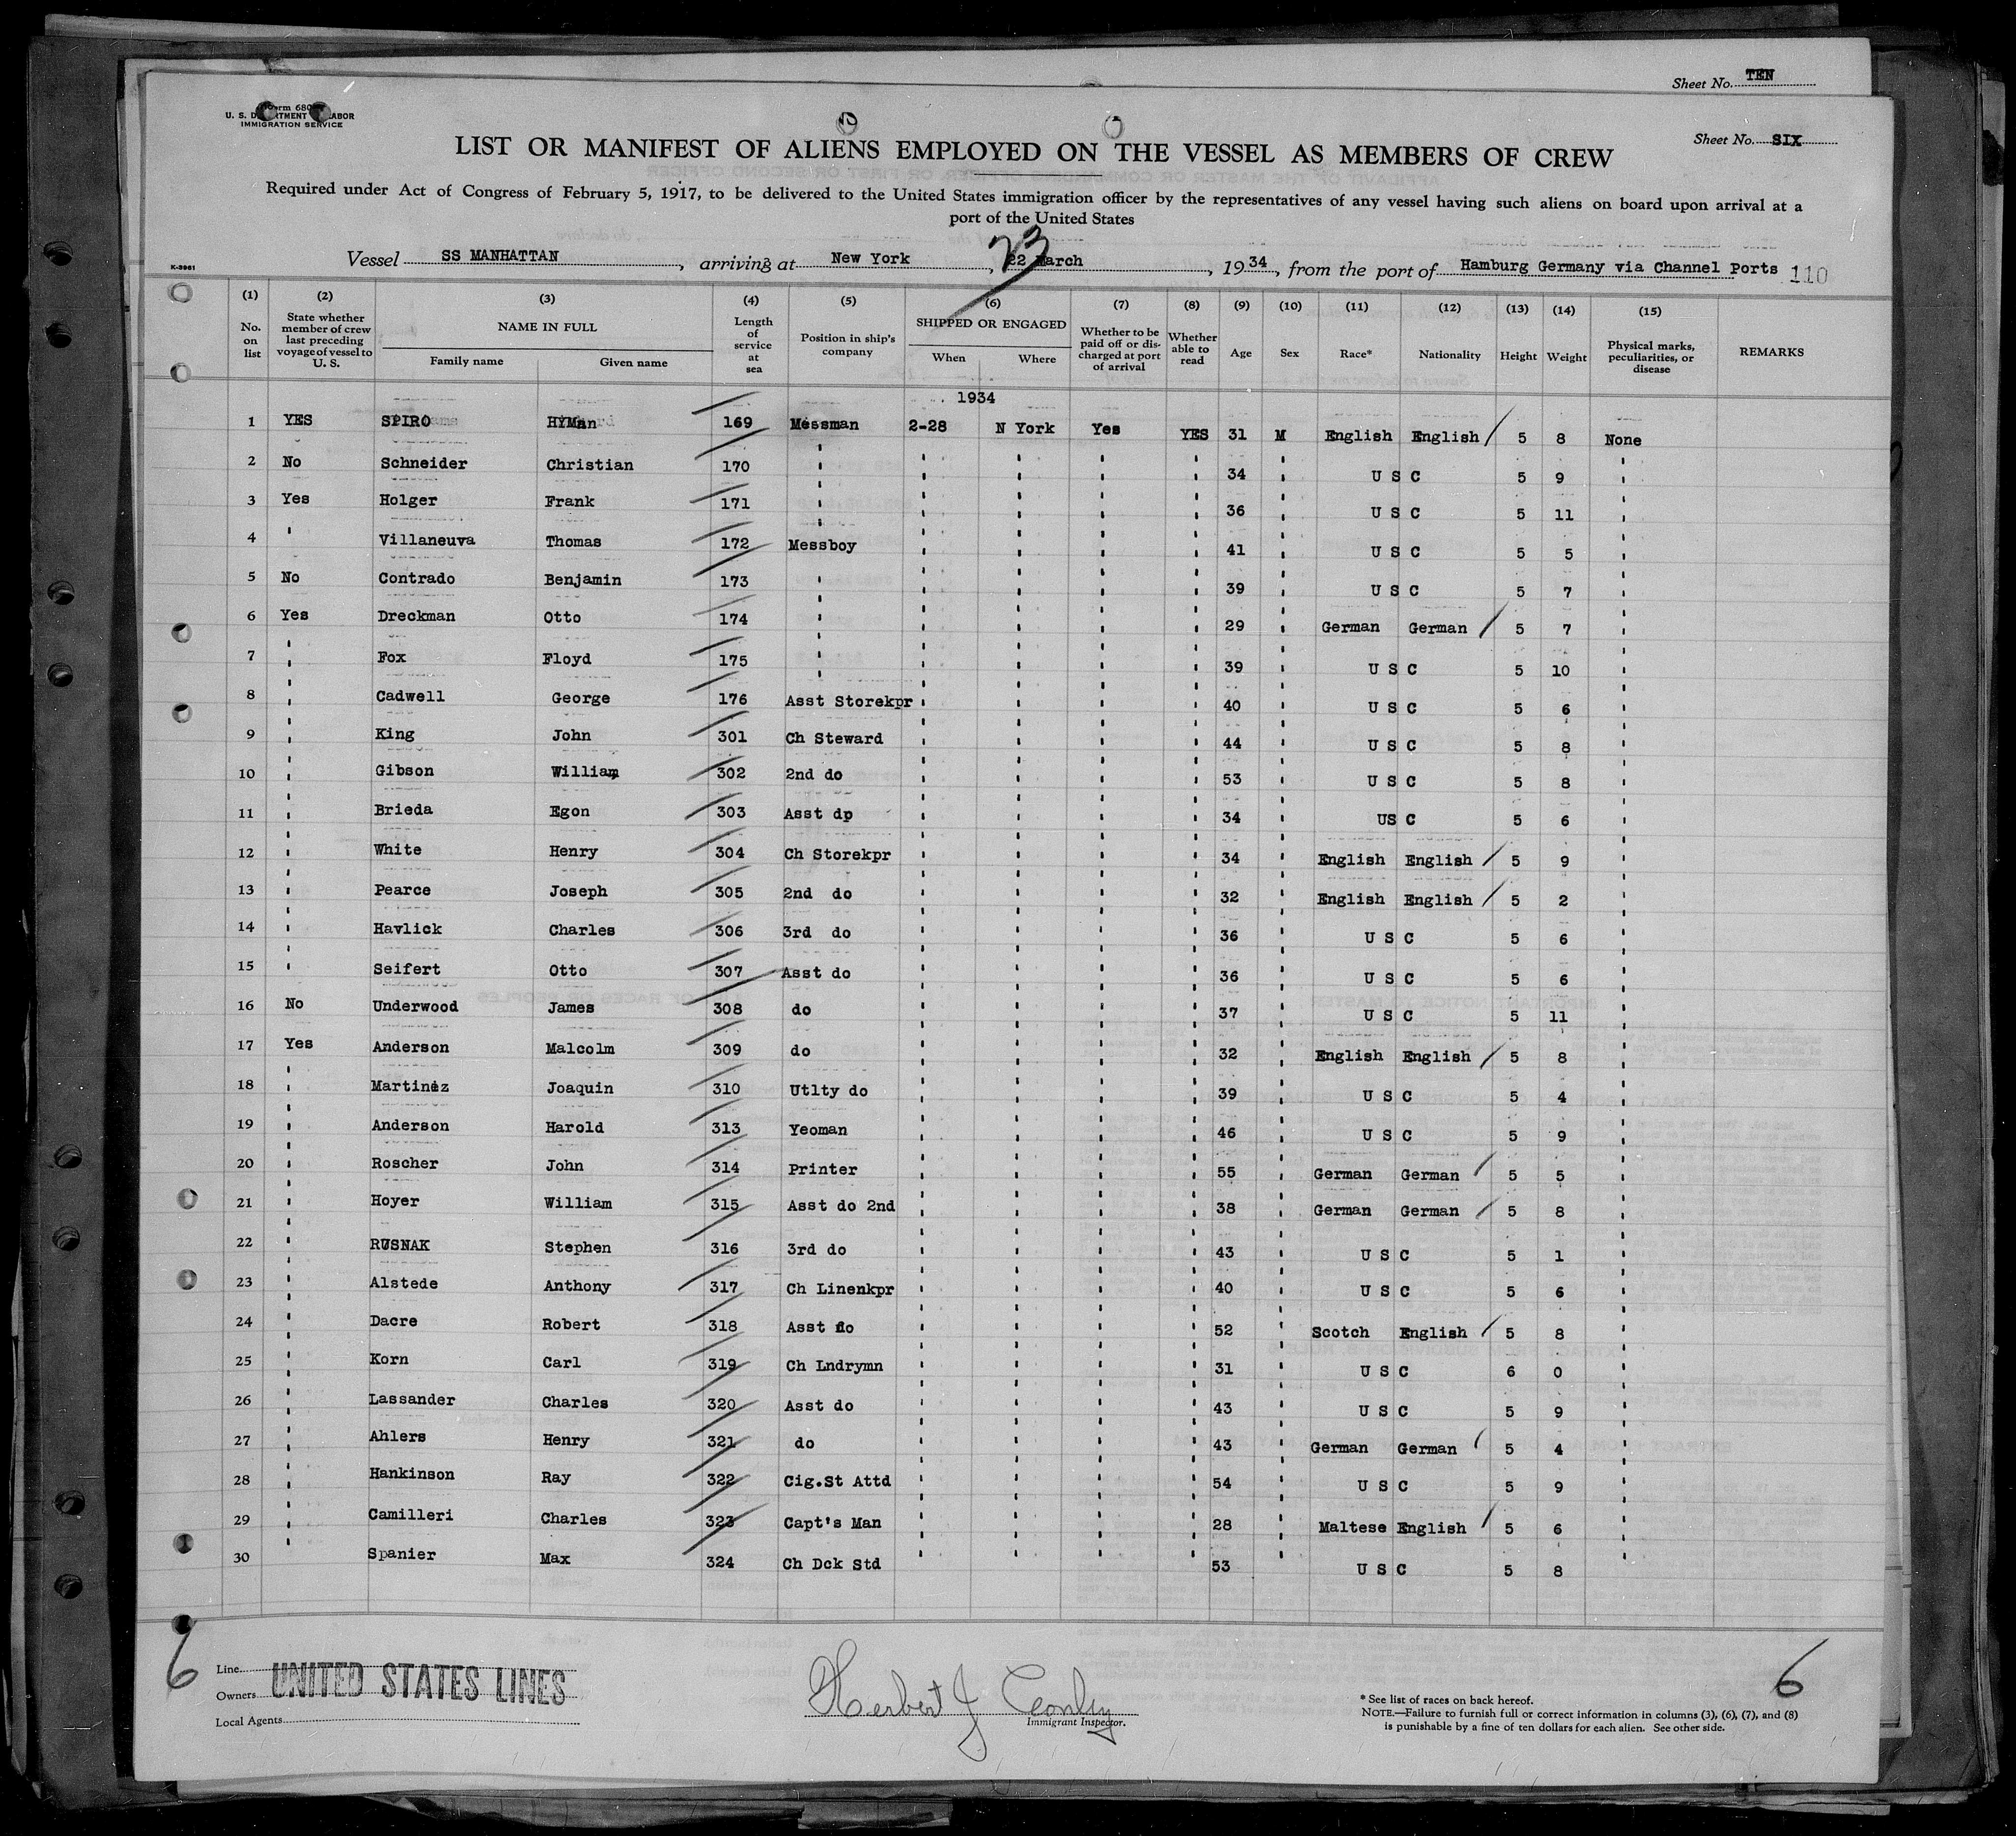 Sheet No. TEN
Form 680
U. S. DEPARTMENT OF LABOR
IMMIGRATION SERVICE
Sheet No. SIX
LIST OR MANIFEST OF ALIENS EMPLOYED ON THE VESSEL AS MEMBERS OF CREW
Required under Act of Congress of February 5, 1917, to be delivered to the United States immigration officer by the representatives of any vessel having such aliens on board upon arrival at a
port of the United States
K-3961 Vessel SS MANHATTAN, arriving at New York, 22 March 23, 1934, from the port of Hamburg Germany via Channel Ports 110
(1) No. on list (2) State whether member of crew last preceding voyage of vessel to U. S. (3) NAME IN FULL Family name Given name (4) Length of service at sea (5) Position in ship's company (6) SHIPPED OR ENGAGED When Where (7) Whether to be paid off or discharged at port of arrival (8) Whether able to read (9) Age (10) Sex (11) Race* (12) Nationality (13) Height (14) Weight (15) Physical marks, peculiarities, or disease REMARKS
1934
1 YES SPIRO HYMan 169 Messman 2-28 N York Yes YES 31 M English English / 5 8 None
2 No Schneider Christian 170 " " " " " 34 " U S C 5 9 "
3 Yes Holger Frank 171 " " " " " 36 " U S C 5 11 "
4 " Villaneuva Thomas 172 Messboy " " " " 41 " U S C 5 5 "
5 No Contrado Benjamin 173 " " " " " 39 " U S C 5 7 "
6 Yes Dreckman Otto 174 " " " " " 29 " German German / 5 7 "
7 " Fox Floyd 175 " " " " " 39 " U S C 5 10 "
8 " Cadwell George 176 Asst Storekpr " " " " 40 " U S C 5 6 "
9 " King John 301 Ch Steward " " " " 44 " U S C 5 8 "
10 " Gibson William 302 2nd do " " " " 53 " U S C 5 8 "
11 " Brieda Egon 303 Asst dp " " " " 34 " US C 5 6 "
12 " White Henry 304 Ch Storekpr " " " " 34 " English English / 5 9 "
13 " Pearce Joseph 305 2nd do " " " " 32 " English English / 5 2 "
14 " Havlick Charles 306 3rd do " " " " 36 " U S C 5 6 "
15 " Seifert Otto 307 Asst do " " " " 36 " U S C 5 6 "
16 No Underwood James 308 do " " " " 37 " U S C 5 11 "
17 Yes Anderson Malcolm 309 do " " " " 32 " English English / 5 8 "
18 " Martinez Joaquin 310 Utlty do " " " " 39 " U S C 5 4 "
19 " Anderson Harold 313 Yeoman " " " " 46 " U S C 5 9 "
20 " Roscher John 314 Printer " " " " 55 " German German / 5 5 "
21 " Hoyer William 315 Asst do 2nd " " " " 38 " German German / 5 8 "
22 " RUSNAK Stephen 316 3rd do " " " " 43 " U S C 5 1 "
23 " Alstede Anthony 317 Ch Linenkpr " " " " 40 " U S C 5 6 "
24 " Dacre Robert 318 Asst do " " " " 52 " Scotch English / 5 8 "
25 " Korn Carl 319 Ch Lndrymn " " " " 31 " U S C 6 0 "
26 " Lassander Charles 320 Asst do " " " " 43 " U S C 5 9 "
27 " Ahlers Henry 321 do " " " " 43 " German German / 5 4 "
28 " Hankinson Ray 322 Cig.St Attd " " " " 54 " U S C 5 9 "
29 " Camilleri Charles 323 Capt's Man " " " " 28 " Maltese English / 5 6 "
30 " Spanier Max 324 Ch Dck Std " " " " 53 " U S C 5 8 "
6 6
Line
Owners UNITED STATES LINES
Local Agents
Herbert J
Immigrant Inspector.
* See list of races on back hereof.
NOTE.—Failure to furnish full or correct information in columns (3), (6), (7), and (8)
is punishable by a fine of ten dollars for each alien. See other side.